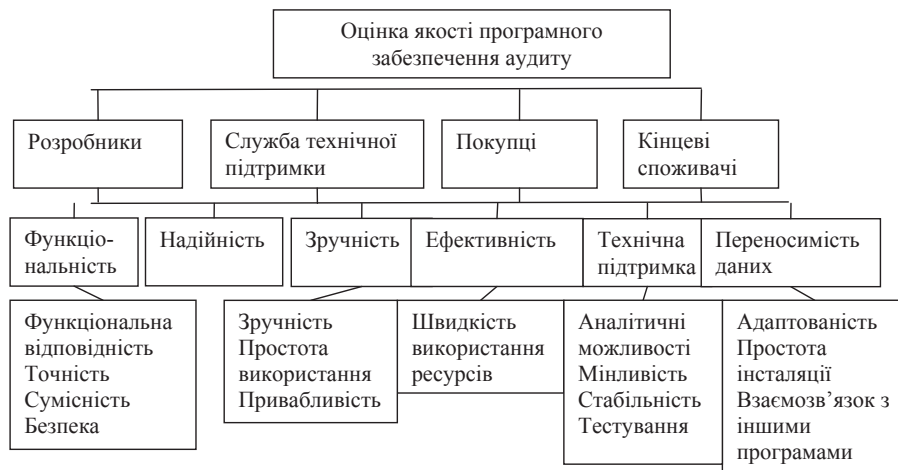 Оцінка якості програмного
забезпечення аудиту
Розробники
Служба технічної
підтримки
Покупці
Кінцеві
споживачі
Функціо-
нальність
Надійність
Зручність
Ефективність
Технічна
підтримка
Переносимість
даних
Функціональна
відповідність
Точність
Сумісність
Безпека
Зручність
Простота
використання
Привабливість
Швидкість
використання
ресурсів
Аналітичні
можливості
Мінливість
Стабільність
Тестування
Адаптованість
Простота
інсталяції
Взаємозв’язок з
іншими
програмами